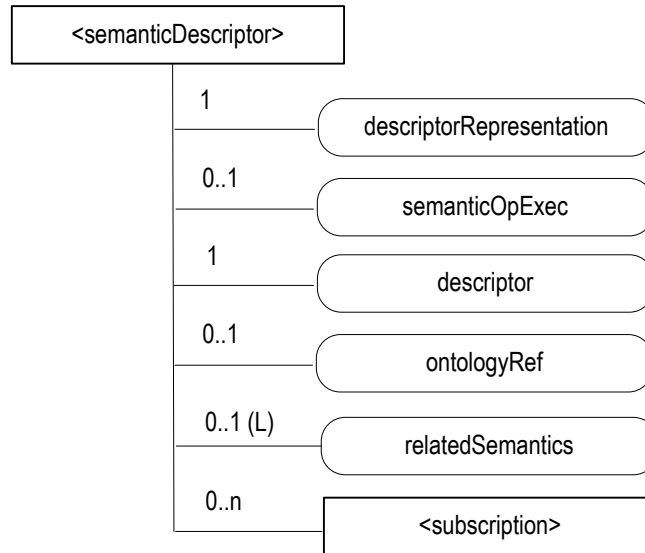 <semanticDescriptor>
1
descriptorRepresentation
0..1
semanticOpExec
1
descriptor
0..1
ontologyRef
0..1 (L)
relatedSemantics
0..n
<subscription>